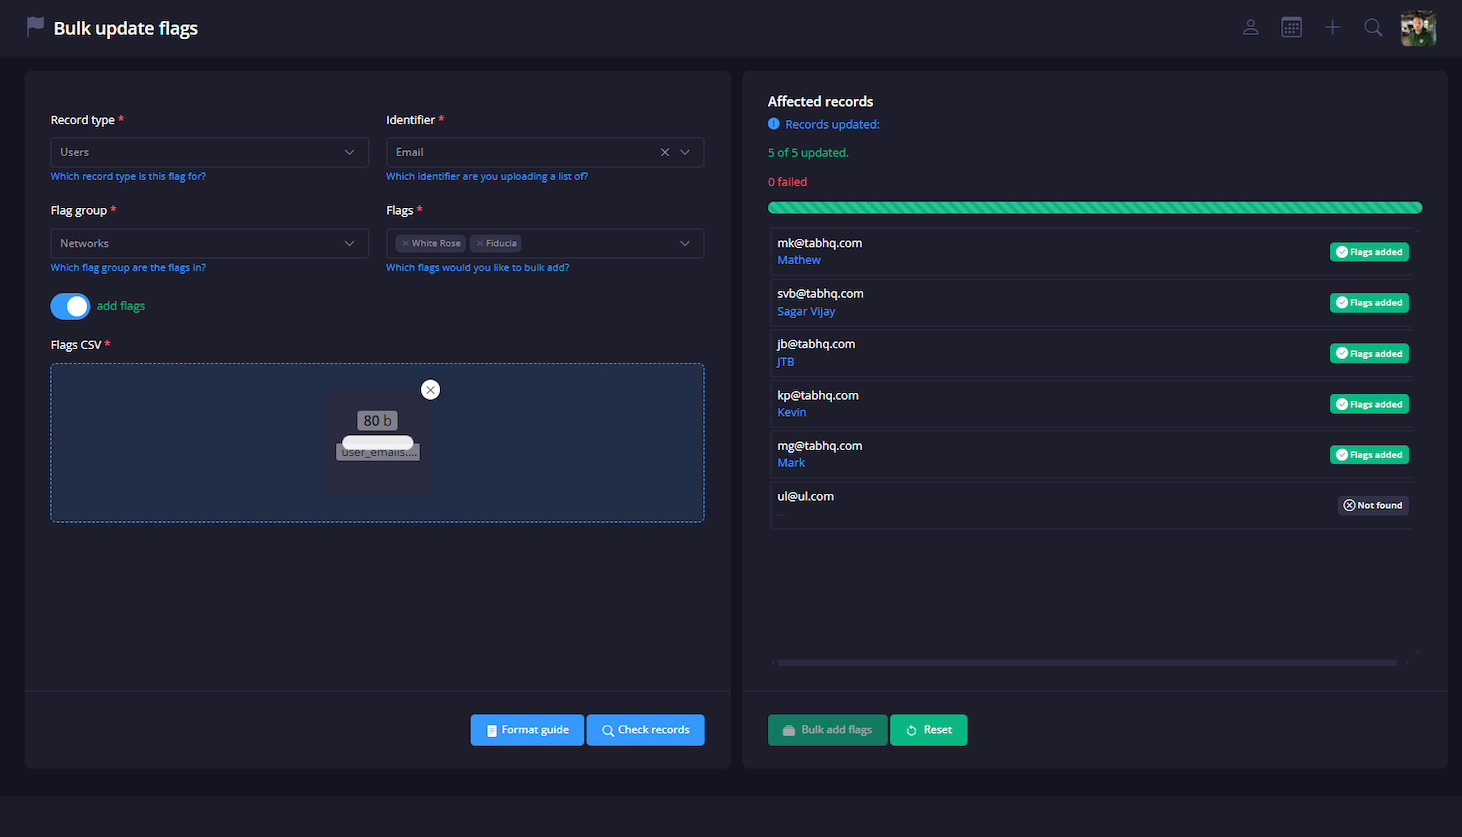 Bulk update flags
Record type *
Users
Which record type is this flag for?
Identifier *
Email
Which identifier are you uploading a list of?
Flag group *
Networks
Which flag group are the flags in?
Flags *
× White Rose × Fiducia
Which flags would you like to bulk add?
add flags
Flags CSV *
80 b
user_emails....
Format guide
Check records
Affected records
Records updated:
5 of 5 updated.
0 failed
mk@tabhq.com
Mathew
Flags added
svb@tabhq.com
Sagar Vijay
Flags added
jb@tabhq.com
JTB
Flags added
kp@tabhq.com
Kevin
Flags added
mg@tabhq.com
Mark
Flags added
ul@ul.com
Not found
Bulk add flags
Reset